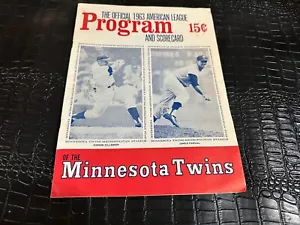 THE OFFICIAL 1963 AMERICAN LEAGUE
Program 15¢
AND SCORECARD
OF THE
Minnesota Twins